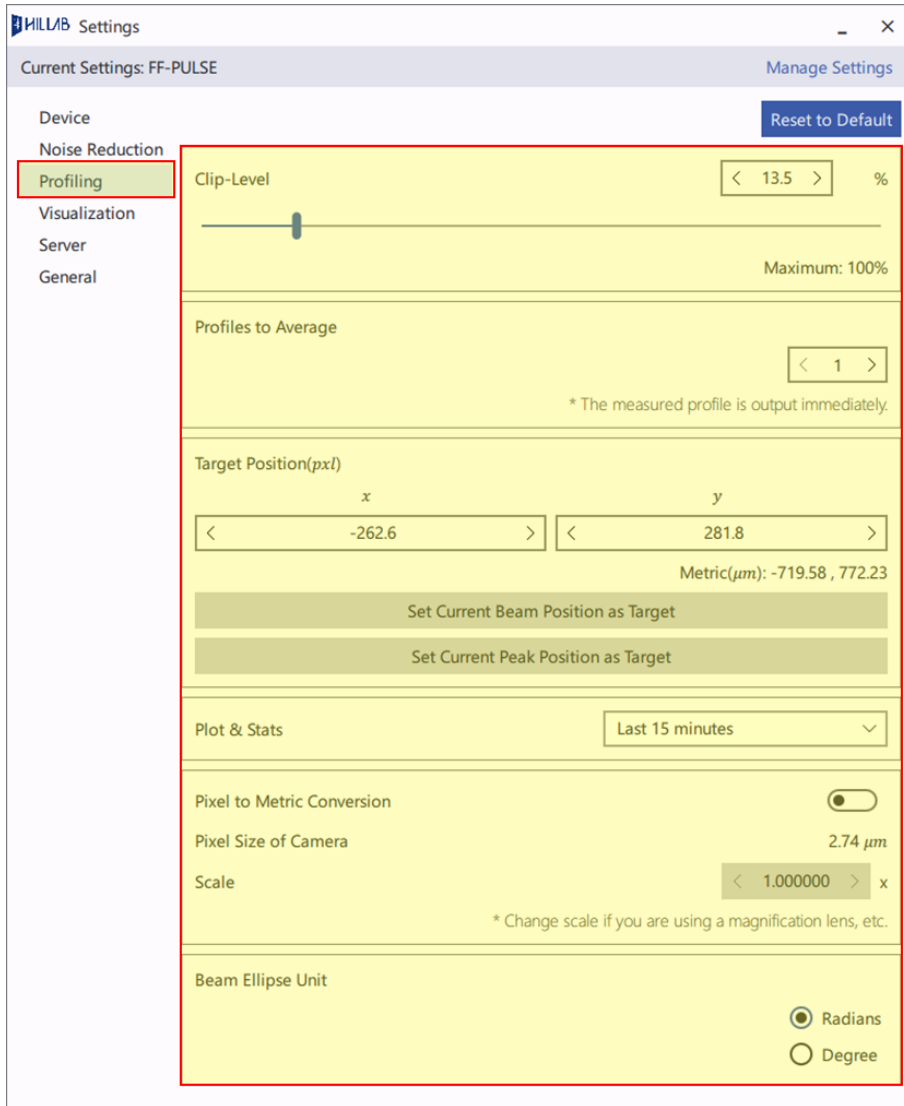 HILLAB Settings
Current Settings: FF-PULSE Manage Settings
Device
Noise Reduction
Profiling
Visualization
Server
General
Reset to Default
Clip-Level 13.5 %
Maximum: 100%
Profiles to Average
1
* The measured profile is output immediately.
Target Position(pxl)
x y
-262.6 281.8
Metric(μm): -719.58 , 772.23
Set Current Beam Position as Target
Set Current Peak Position as Target
Plot & Stats Last 15 minutes
Pixel to Metric Conversion
Pixel Size of Camera 2.74 μm
Scale 1.000000 x
* Change scale if you are using a magnification lens, etc.
Beam Ellipse Unit
Radians
Degree